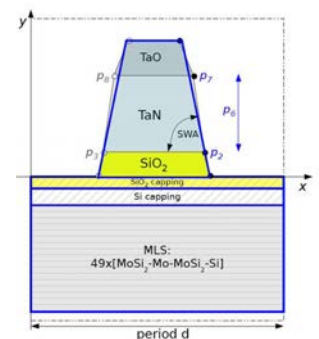 y
TaO
p₈
p₇
TaN
p₆
SWA
p₃
p₂
SiO₂
x
SiO₂ capping
Si capping
MLS:
49x[MoSi₂-Mo-MoSi₂-Si]
period d